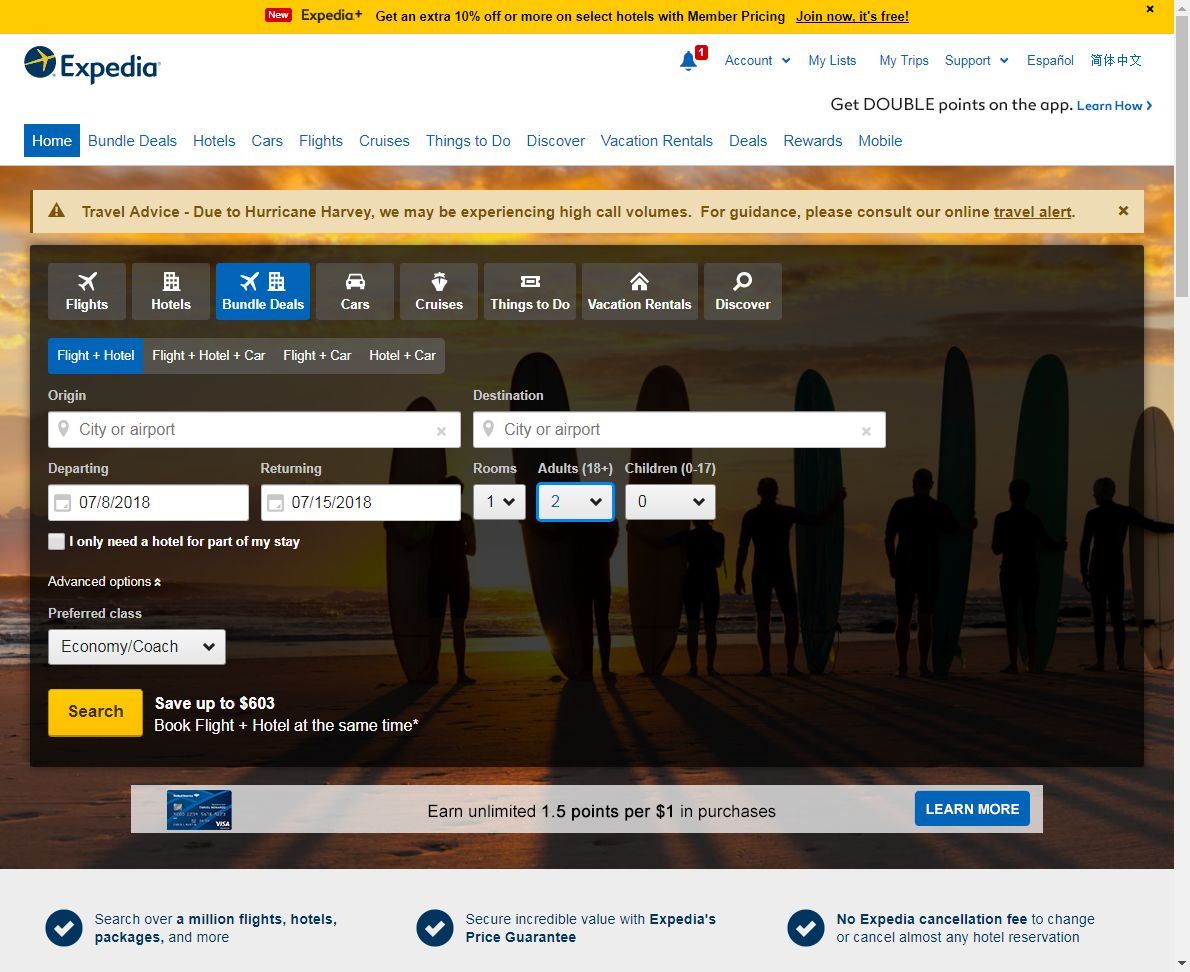 New Expedia+ Get an extra 10% off or more on select hotels with Member Pricing Join now, it's free!
Expedia
1
Account My Lists My Trips Support Español 简体中文
Get DOUBLE points on the app. Learn How
Home Bundle Deals Hotels Cars Flights Cruises Things to Do Discover Vacation Rentals Deals Rewards Mobile
Travel Advice - Due to Hurricane Harvey, we may be experiencing high call volumes. For guidance, please consult our online travel alert.
Flights Hotels Bundle Deals Cars Cruises Things to Do Vacation Rentals Discover
Flight + Hotel Flight + Hotel + Car Flight + Car Hotel + Car
Origin Destination
City or airport City or airport
Departing Returning Rooms Adults (18+) Children (0-17)
07/8/2018 07/15/2018 1 2 0
I only need a hotel for part of my stay
Advanced options
Preferred class
Economy/Coach
Search
Save up to $603
Book Flight + Hotel at the same time*
VISA
Earn unlimited 1.5 points per $1 in purchases
LEARN MORE
Search over a million flights, hotels,
packages, and more
Secure incredible value with Expedia's
Price Guarantee
No Expedia cancellation fee to change
or cancel almost any hotel reservation